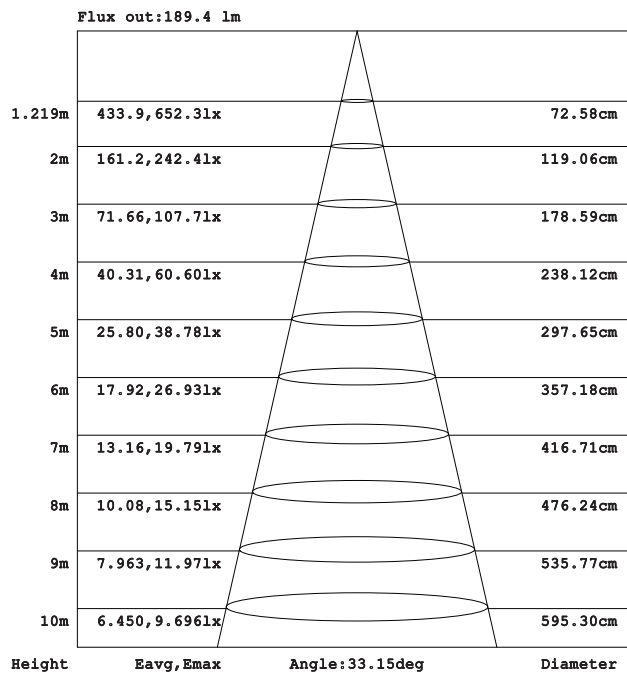 Flux out:189.4 lm
1.219m 433.9,652.3lx 72.58cm
2m 161.2,242.4lx 119.06cm
3m 71.66,107.7lx 178.59cm
4m 40.31,60.60lx 238.12cm
5m 25.80,38.78lx 297.65cm
6m 17.92,26.93lx 357.18cm
7m 13.16,19.79lx 416.71cm
8m 10.08,15.15lx 476.24cm
9m 7.963,11.97lx 535.77cm
10m 6.450,9.696lx 595.30cm
Height Eavg,Emax Angle:33.15deg Diameter